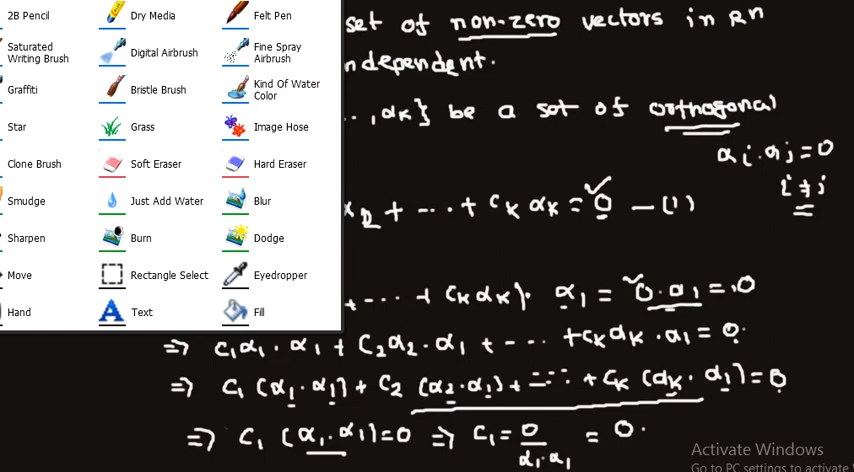 2B Pencil Dry Media Felt Pen
Saturated Writing Brush Digital Airbrush Fine Spray Airbrush
Graffiti Bristle Brush Kind Of Water Color
Star Grass Image Hose
Clone Brush Soft Eraser Hard Eraser
Smudge Just Add Water Blur
Sharpen Burn Dodge
Move Rectangle Select Eyedropper
Hand Text Fill
set of non-zero vectors in Rn
ndependent.
.., αk} be a set of orthogonal
αi·αj=0
i≠j
2 + ... + ckαk = 0 —(1)
+ ... + ckαk)· α1 = 0·α1 = 0
=> c1α1·α1 + c2α2·α1 + ... + ckαk·α1 = 0
=> c1(α1·α1) + c2(α2·α1) + ... + ck(αk·α1) = 0
=> c1(α1·α1)=0 => c1 = 0/α1·α1 = 0.
Activate Windows
Go to PC settings to activate